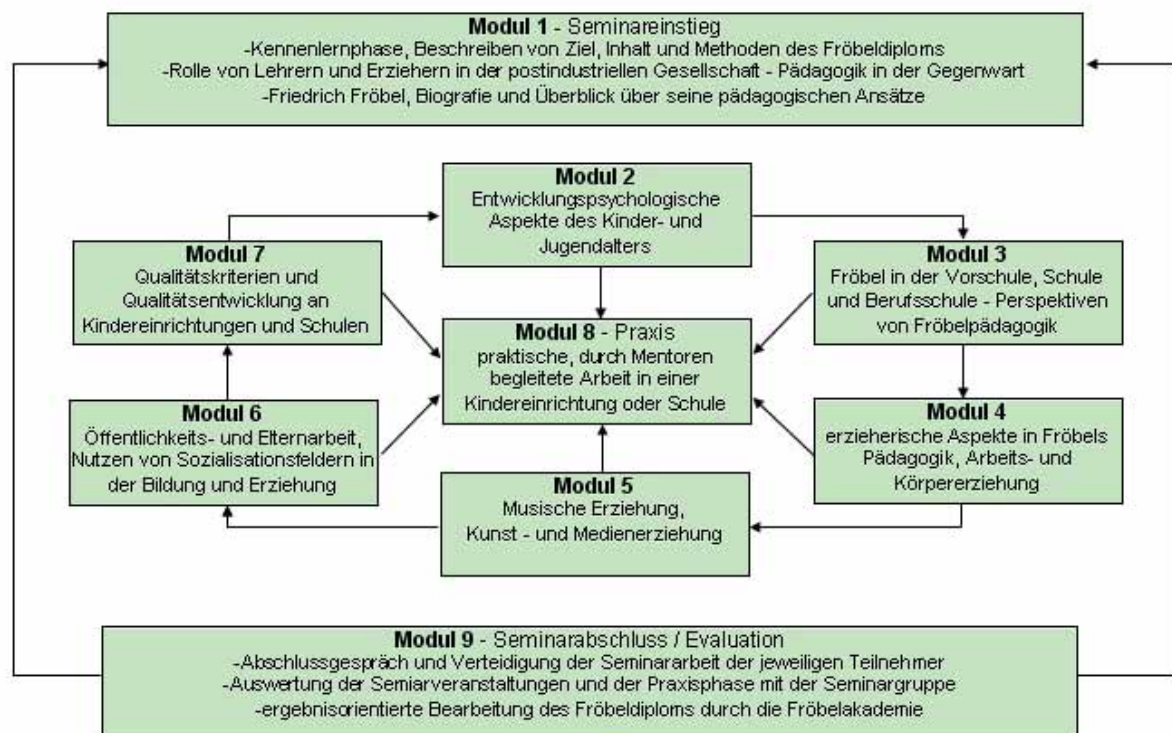 Modul 1 - Seminareinstieg
-Kennenlernphase, Beschreiben von Ziel, Inhalt und Methoden des Fröbeldiploms
-Rolle von Lehrern und Erziehern in der postindustriellen Gesellschaft - Pädagogik in der Gegenwart
-Friedrich Fröbel, Biografie und Überblick über seine pädagogischen Ansätze
Modul 2
Entwicklungspsychologische
Aspekte des Kinder- und
Jugendalters
Modul 7
Qualitätskriterien und
Qualitätsentwicklung an
Kindereinrichtungen und Schulen
Modul 3
Fröbel in der Vorschule, Schule
und Berufsschule - Perspektiven
von Fröbelpädagogik
Modul 8 - Praxis
praktische, durch Mentoren
begleitete Arbeit in einer
Kindereinrichtung oder Schule
Modul 6
Öffentlichkeits- und Elternarbeit,
Nutzen von Sozialisationsfeldern in
der Bildung und Erziehung
Modul 4
erzieherische Aspekte in Fröbels
Pädagogik, Arbeits- und
Körpererziehung
Modul 5
Musische Erziehung,
Kunst - und Medienerziehung
Modul 9 - Seminarabschluss / Evaluation
-Abschlussgespräch und Verteidigung der Seminararbeit der jeweiligen Teilnehmer
-Auswertung der Semiarveranstaltungen und der Praxisphase mit der Seminargruppe
-ergebnisorientierte Bearbeitung des Fröbeldiploms durch die Fröbelakademie